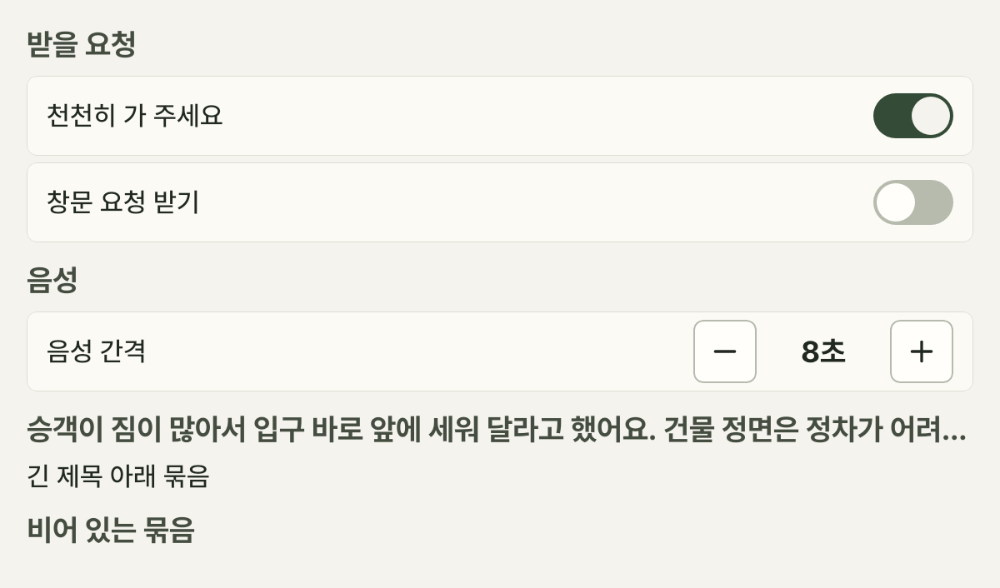 받을 요청
천천히 가 주세요
창문 요청 받기
음성
음성 간격
− 8초 +
승객이 짐이 많아서 입구 바로 앞에 세워 달라고 했어요. 건물 정면은 정차가 어려...
긴 제목 아래 묶음
비어 있는 묶음